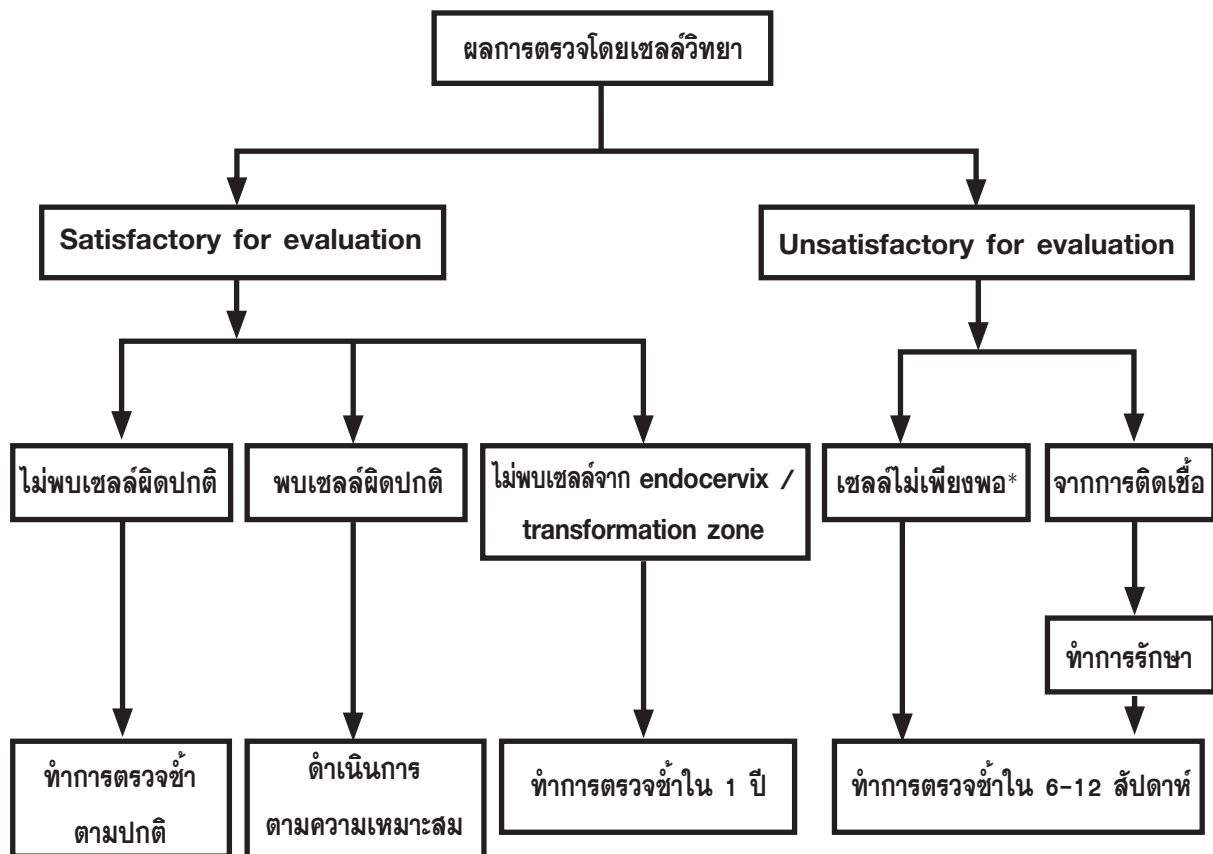 ผลการตรวจโดยเซลล์วิทยา
Satisfactory for evaluation
Unsatisfactory for evaluation
ไม่พบเซลล์ผิดปกติ
พบเซลล์ผิดปกติ
ไม่พบเซลล์จาก endocervix /
transformation zone
เซลล์ไม่เพียงพอ*
จากการติดเชื้อ
ทำการรักษา
ทำการตรวจซ้ำ
ตามปกติ
ดำเนินการ
ตามความเหมาะสม
ทำการตรวจซ้ำใน 1 ปี
ทำการตรวจซ้ำใน 6-12 สัปดาห์